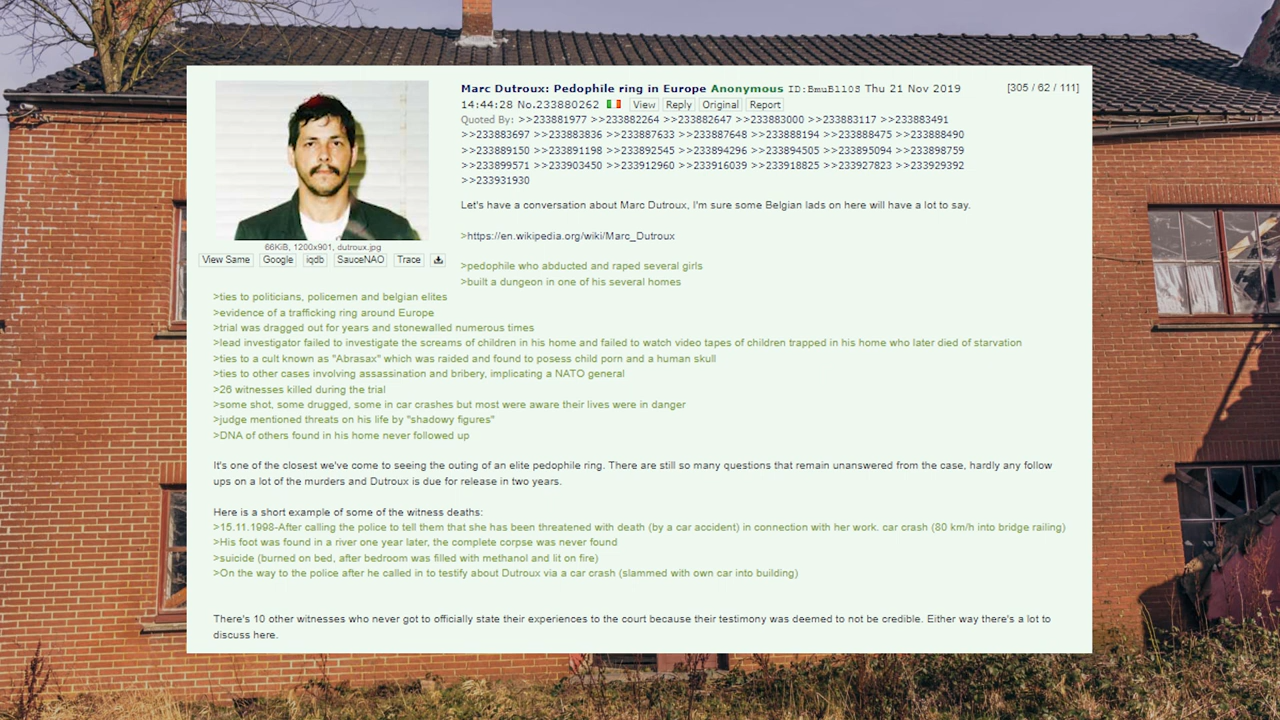 Marc Dutroux: Pedophile ring in Europe Anonymous ID:BmuBll08 Thu 21 Nov 2019 [305 / 62 / 111]
14:44:28 No.233880262 View Reply Original Report
Quoted By: >>233881977 >>233882264 >>233882647 >>233883000 >>233883117 >>233883491
>>233883697 >>233883836 >>233887633 >>233887648 >>233888194 >>233888475 >>233888490
>>233889150 >>233891198 >>233892545 >>233894296 >>233894505 >>233895094 >>233898759
>>233899571 >>233903450 >>233912960 >>233916039 >>233918825 >>233927823 >>233929392
>>233931930
Let's have a conversation about Marc Dutroux, I'm sure some Belgian lads on here will have a lot to say.
>https://en.wikipedia.org/wiki/Marc_Dutroux
66KiB, 1200x901, dutroux.jpg
View Same Google iqdb SauceNAO Trace
>pedophile who abducted and raped several girls
>built a dungeon in one of his several homes
>ties to politicians, policemen and belgian elites
>evidence of a trafficking ring around Europe
>trial was dragged out for years and stonewalled numerous times
>lead investigator failed to investigate the screams of children in his home and failed to watch video tapes of children trapped in his home who later died of starvation
>ties to a cult known as "Abrasax" which was raided and found to posess child porn and a human skull
>ties to other cases involving assassination and bribery, implicating a NATO general
>26 witnesses killed during the trial
>some shot, some drugged, some in car crashes but most were aware their lives were in danger
>judge mentioned threats on his life by "shadowy figures"
>DNA of others found in his home never followed up
It's one of the closest we've come to seeing the outing of an elite pedophile ring. There are still so many questions that remain unanswered from the case, hardly any follow
ups on a lot of the murders and Dutroux is due for release in two years.
Here is a short example of some of the witness deaths:
>15.11.1998-After calling the police to tell them that she has been threatened with death (by a car accident) in connection with her work. car crash (80 km/h into bridge railing)
>His foot was found in a river one year later, the complete corpse was never found
>suicide (burned on bed, after bedroom was filled with methanol and lit on fire)
>On the way to the police after he called in to testify about Dutroux via a car crash (slammed with own car into building)
There's 10 other witnesses who never got to officially state their experiences to the court because their testimony was deemed to not be credible. Either way there's a lot to
discuss here.